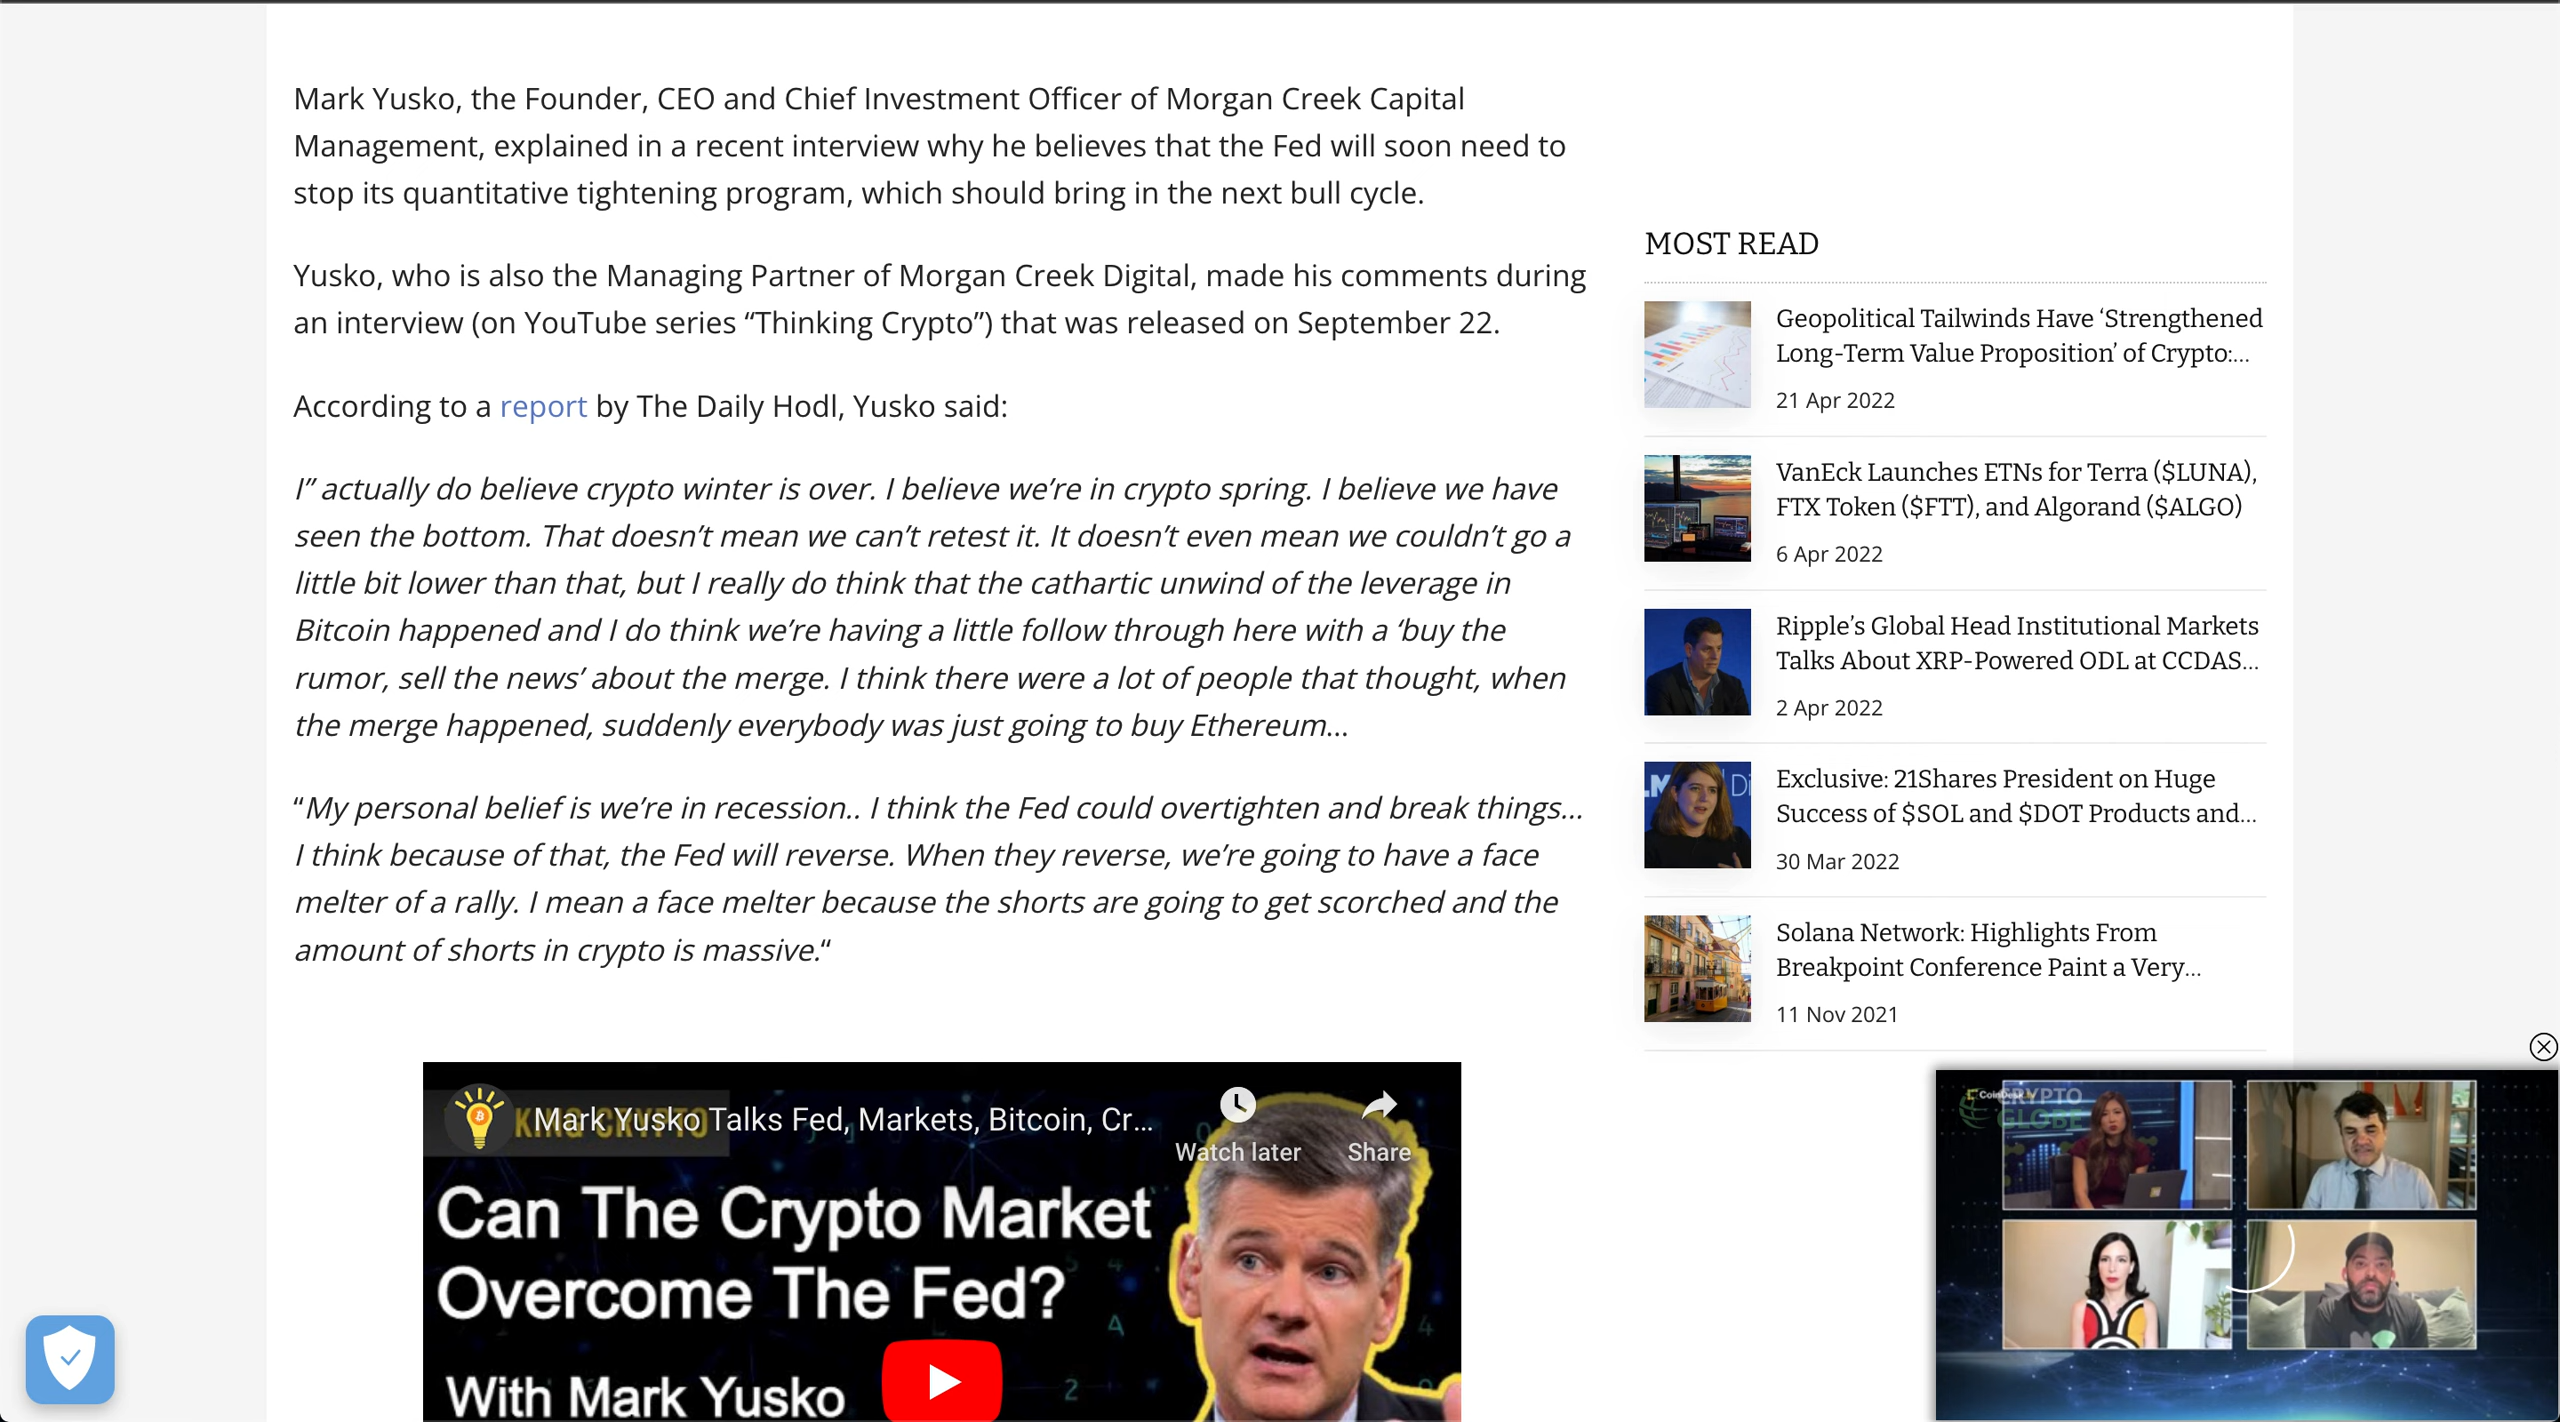 Mark Yusko, the Founder, CEO and Chief Investment Officer of Morgan Creek Capital
Management, explained in a recent interview why he believes that the Fed will soon need to
stop its quantitative tightening program, which should bring in the next bull cycle.
Yusko, who is also the Managing Partner of Morgan Creek Digital, made his comments during
an interview (on YouTube series “Thinking Crypto”) that was released on September 22.
According to a report by The Daily Hodl, Yusko said:
I” actually do believe crypto winter is over. I believe we’re in crypto spring. I believe we have
seen the bottom. That doesn’t mean we can’t retest it. It doesn’t even mean we couldn’t go a
little bit lower than that, but I really do think that the cathartic unwind of the leverage in
Bitcoin happened and I do think we’re having a little follow through here with a ‘buy the
rumor, sell the news’ about the merge. I think there were a lot of people that thought, when
the merge happened, suddenly everybody was just going to buy Ethereum…
“My personal belief is we’re in recession.. I think the Fed could overtighten and break things…
I think because of that, the Fed will reverse. When they reverse, we’re going to have a face
melter of a rally. I mean a face melter because the shorts are going to get scorched and the
amount of shorts in crypto is massive.“
KING CRYPTO
Mark Yusko Talks Fed, Markets, Bitcoin, Cr...
Watch later
Share
Can The Crypto Market
Overcome The Fed?
With Mark Yusko
MOST READ
Geopolitical Tailwinds Have ‘Strengthened
Long-Term Value Proposition’ of Crypto:...
21 Apr 2022
VanEck Launches ETNs for Terra ($LUNA),
FTX Token ($FTT), and Algorand ($ALGO)
6 Apr 2022
Ripple’s Global Head Institutional Markets
Talks About XRP-Powered ODL at CCDAS...
2 Apr 2022
Exclusive: 21Shares President on Huge
Success of $SOL and $DOT Products and...
30 Mar 2022
Solana Network: Highlights From
Breakpoint Conference Paint a Very...
11 Nov 2021
CRYPTO
GLOBE